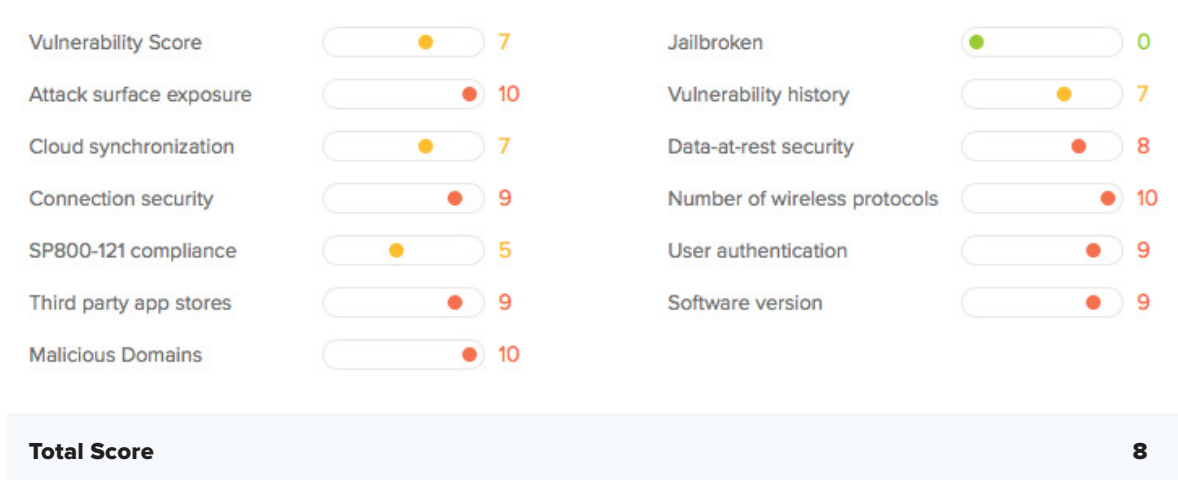 Vulnerability Score 7
Attack surface exposure 10
Cloud synchronization 7
Connection security 9
SP800-121 compliance 5
Third party app stores 9
Malicious Domains 10
Jailbroken 0
Vulnerability history 7
Data-at-rest security 8
Number of wireless protocols 10
User authentication 9
Software version 9
Total Score 8